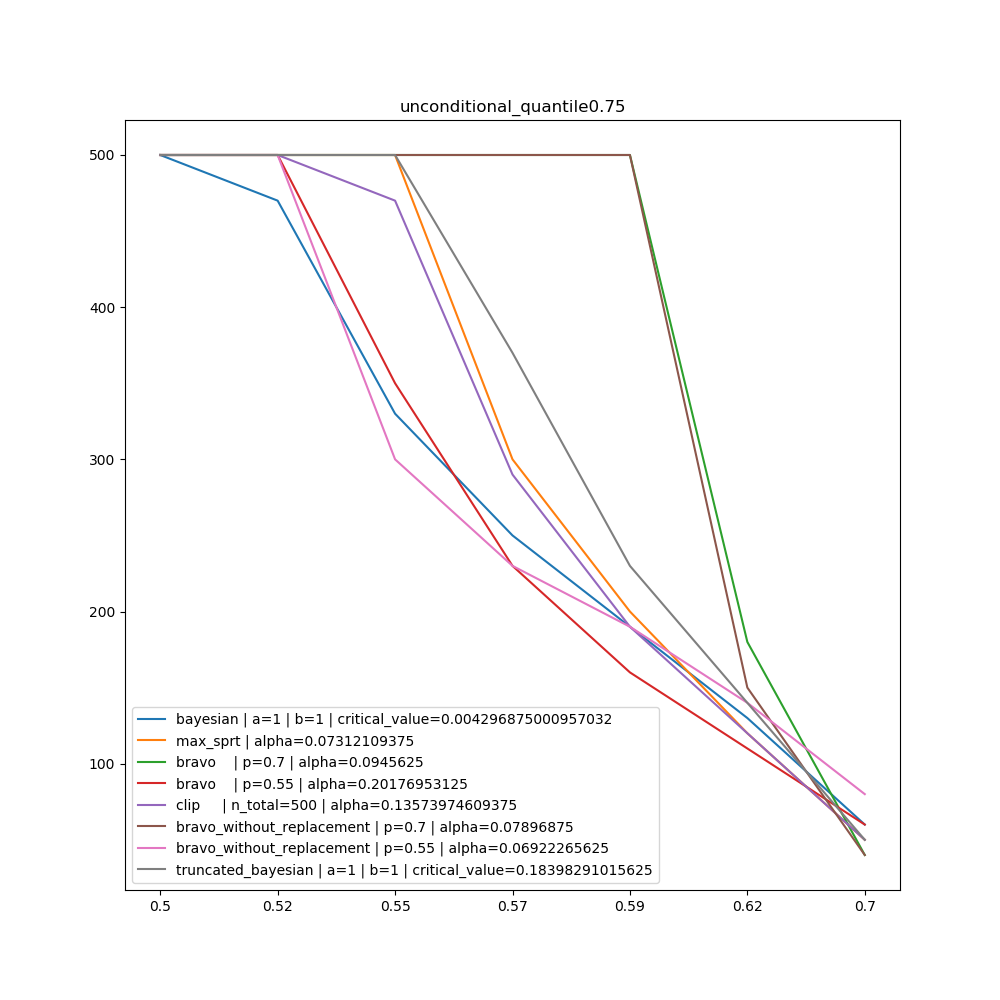 unconditional_quantile0.75
500
400
300
200
100
bayesian | a=1 | b=1 | critical_value=0.004296875000957032
max_sprt | alpha=0.07312109375
bravo | p=0.7 | alpha=0.0945625
bravo | p=0.55 | alpha=0.20176953125
clip | n_total=500 | alpha=0.13573974609375
bravo_without_replacement | p=0.7 | alpha=0.07896875
bravo_without_replacement | p=0.55 | alpha=0.06922265625
truncated_bayesian | a=1 | b=1 | critical_value=0.18398291015625
0.5 0.52 0.55 0.57 0.59 0.62 0.7